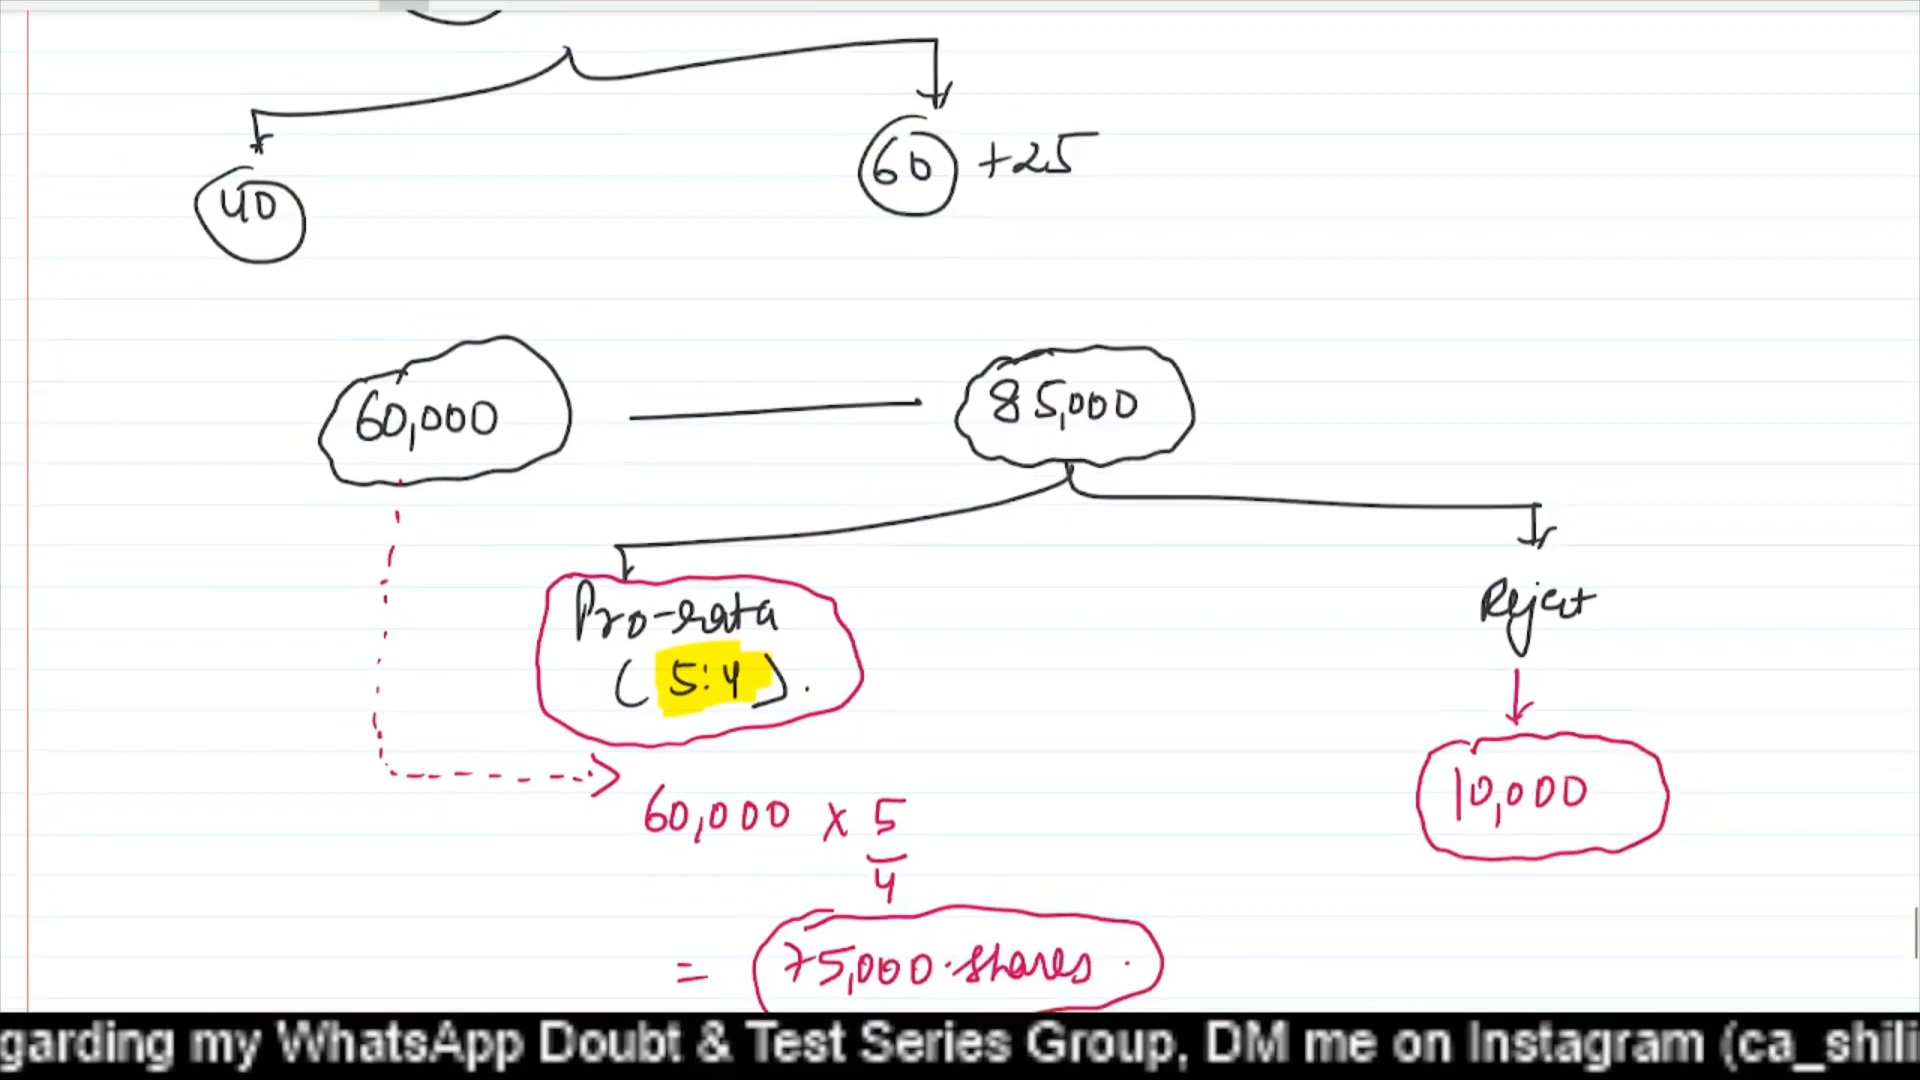 40
60 +25
60,000 — 85,000
Pro-rata
(5:4).
Reject
10,000
60,000 x 5
4
= 75,000 shares.
garding my WhatsApp Doubt & Test Series Group, DM me on Instagram (ca_shili